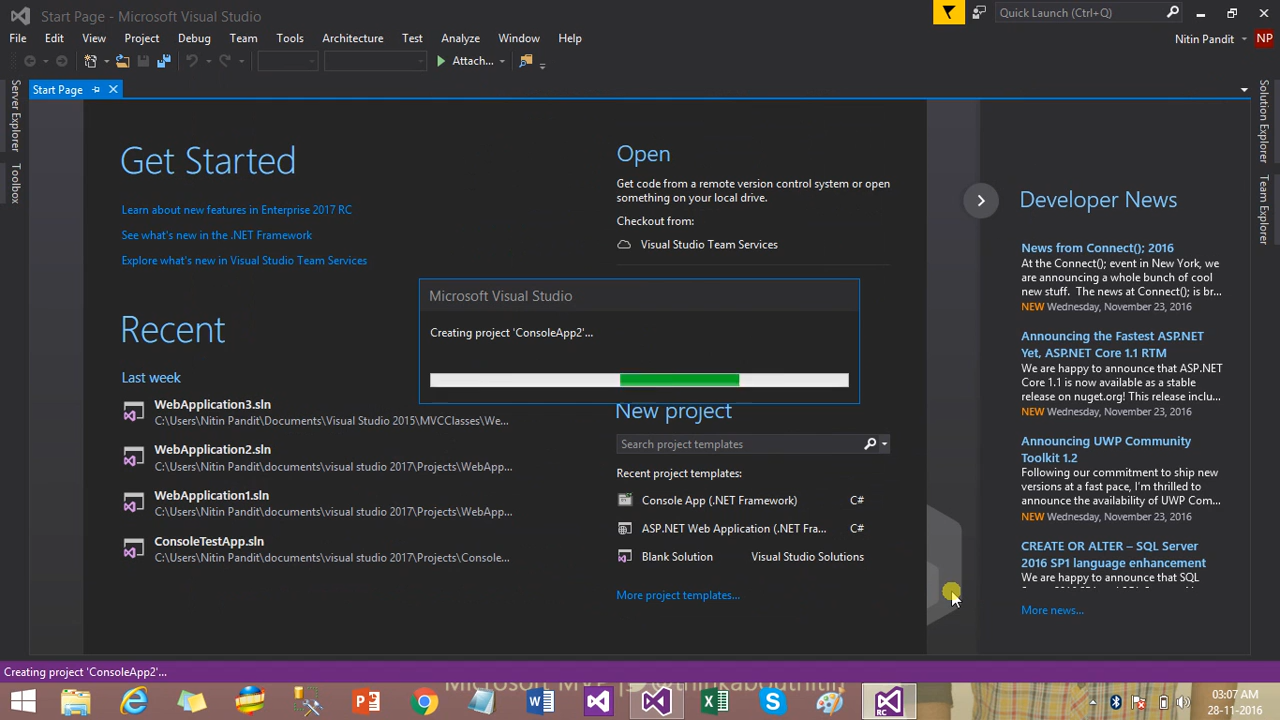 Start Page - Microsoft Visual Studio
Quick Launch (Ctrl+Q)
File Edit View Project Debug Team Tools Architecture Test Analyze Window Help
Nitin Pandit NP
Attach...
Start Page
Server Explorer
Toolbox
Solution Explorer
Team Explorer
Get Started
Learn about new features in Enterprise 2017 RC
See what's new in the .NET Framework
Explore what's new in Visual Studio Team Services
Recent
Last week
WebApplication3.sln
C:\Users\Nitin Pandit\Documents\Visual Studio 2015\MVCClasses\We...
WebApplication2.sln
C:\Users\Nitin Pandit\documents\visual studio 2017\Projects\WebApp...
WebApplication1.sln
C:\Users\Nitin Pandit\documents\visual studio 2017\Projects\WebApp...
ConsoleTestApp.sln
C:\Users\Nitin Pandit\documents\visual studio 2017\Projects\Console...
Open
Get code from a remote version control system or open
something on your local drive.
Checkout from:
Visual Studio Team Services
Microsoft Visual Studio
Creating project 'ConsoleApp2'...
New project
Search project templates
Recent project templates:
Console App (.NET Framework) C#
ASP.NET Web Application (.NET Fra... C#
Blank Solution Visual Studio Solutions
More project templates...
Developer News
News from Connect(); 2016
At the Connect(); event in New York, we
are announcing a whole bunch of cool
new stuff. The news at Connect(); is br...
NEW Wednesday, November 23, 2016
Announcing the Fastest ASP.NET
Yet, ASP.NET Core 1.1 RTM
We are happy to announce that ASP.NET
Core 1.1 is now available as a stable
release on nuget.org! This release inclu...
NEW Wednesday, November 23, 2016
Announcing UWP Community
Toolkit 1.2
Following our commitment to ship new
versions at a fast pace, I'm thrilled to
announce the availability of UWP Com...
NEW Wednesday, November 23, 2016
CREATE OR ALTER – SQL Server
2016 SP1 language enhancement
We are happy to announce that SQL
More news...
Creating project 'ConsoleApp2'...
RC
03:07 AM
28-11-2016